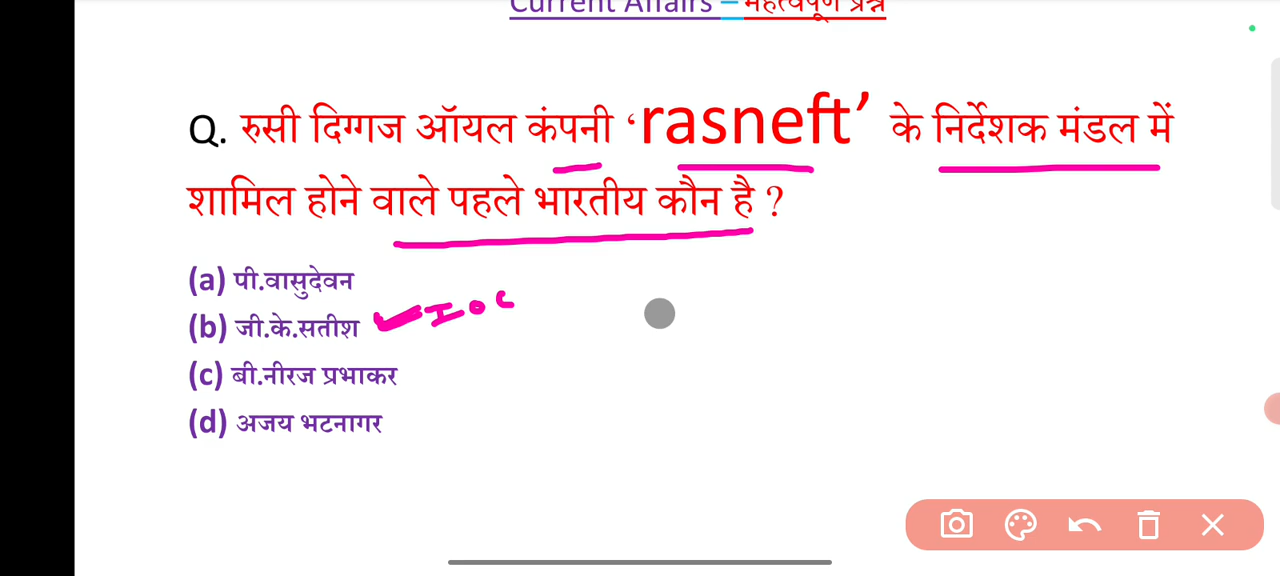 Current Affairs – महत्वपूर्ण प्रश्न
Q. रुसी दिग्गज ऑयल कंपनी ‘rasneft’ के निर्देशक मंडल में
शामिल होने वाले पहले भारतीय कौन है ?
(a) पी.वासुदेवन
(b) जी.के.सतीश ✓ IOC
(c) बी.नीरज प्रभाकर
(d) अजय भटनागर